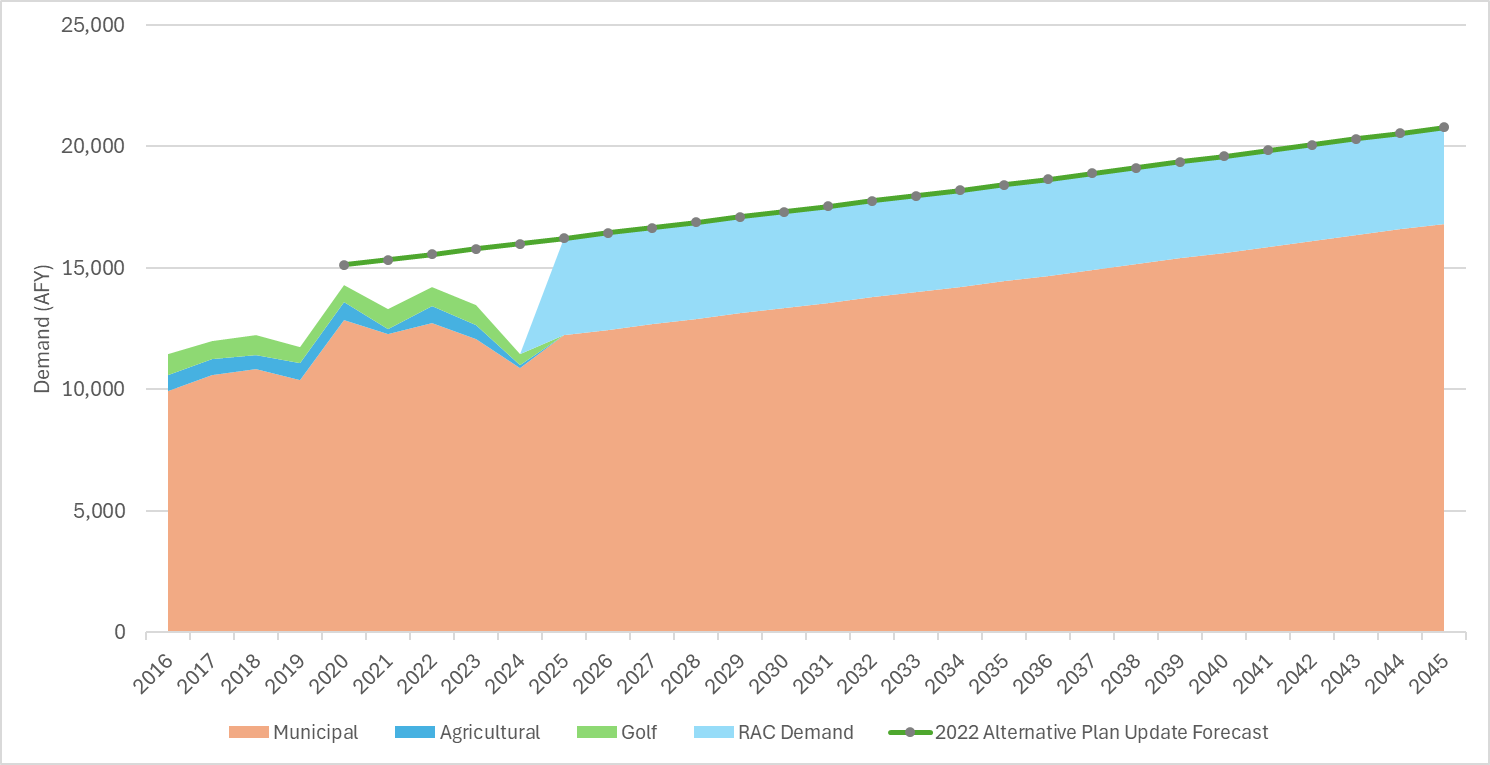 25,000
20,000
15,000
10,000
5,000
0
Demand (AFY)
2016 2017 2018 2019 2020 2021 2022 2023 2024 2025 2026 2027 2028 2029 2030 2031 2032 2033 2034 2035 2036 2037 2038 2039 2040 2041 2042 2043 2044 2045
Municipal Agricultural Golf RAC Demand 2022 Alternative Plan Update Forecast